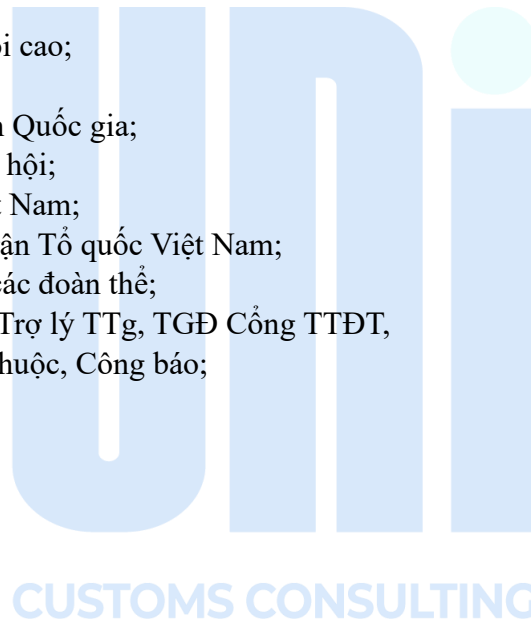 i cao;
Quốc gia;
hội;
Nam;
ận Tổ quốc Việt Nam;
các đoàn thể;
Trợ lý TTg, TGĐ Cổng TTĐT,
huộc, Công báo;
uni
CUSTOMS CONSULTING